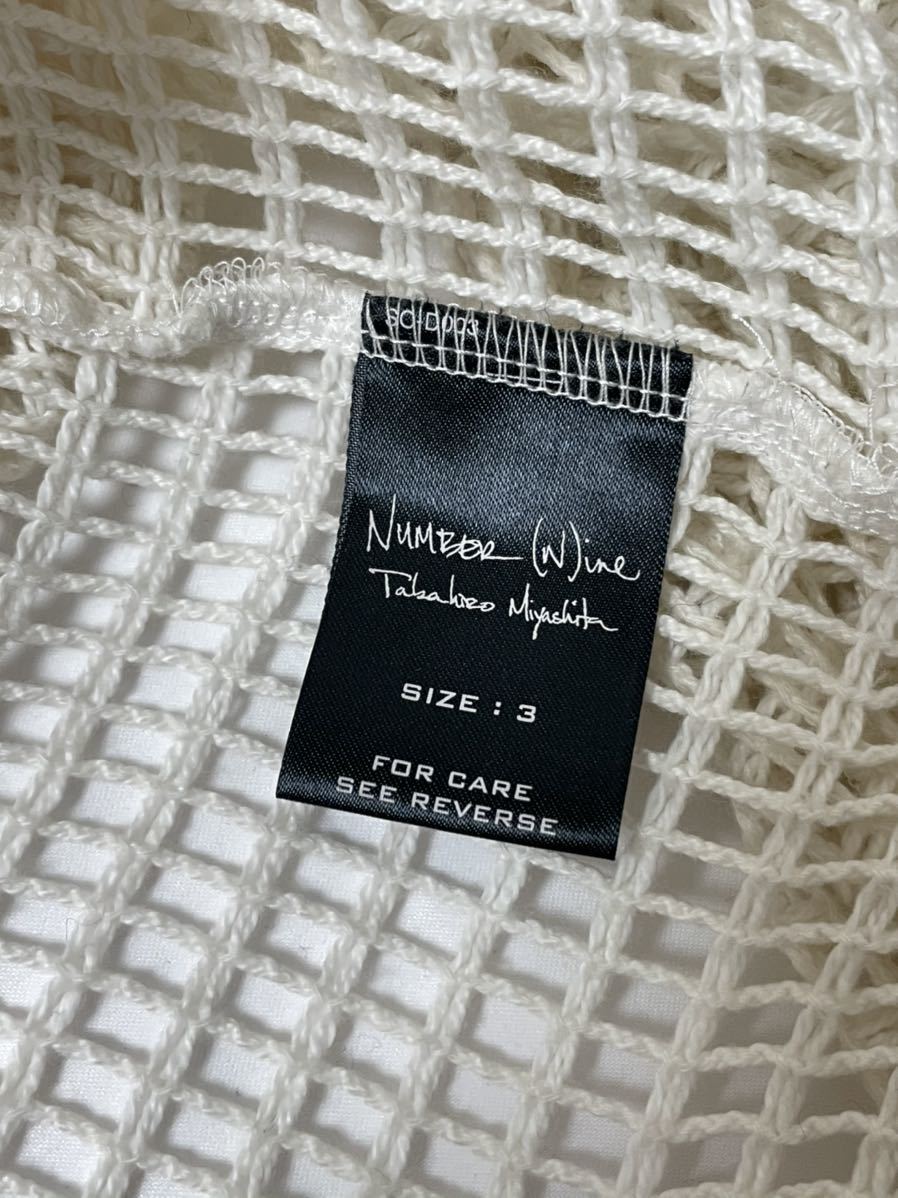 NUMBER (N)ine
Takahiro Miyashita
SIZE : 3
FOR CARE
SEE REVERSE